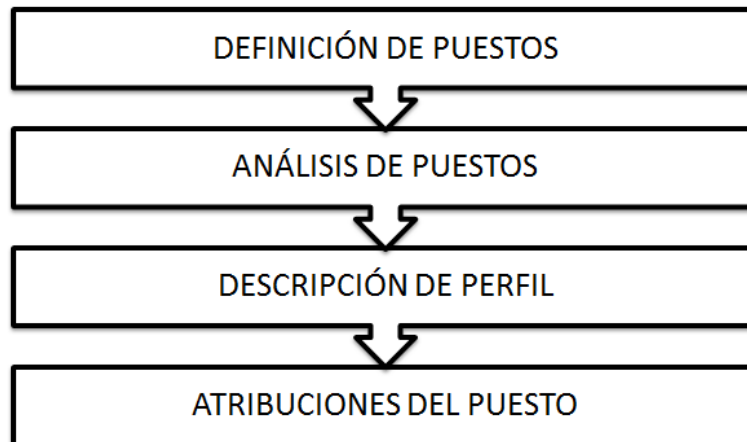 DEFINICIÓN DE PUESTOS
ANÁLISIS DE PUESTOS
DESCRIPCIÓN DE PERFIL
ATRIBUCIONES DEL PUESTO